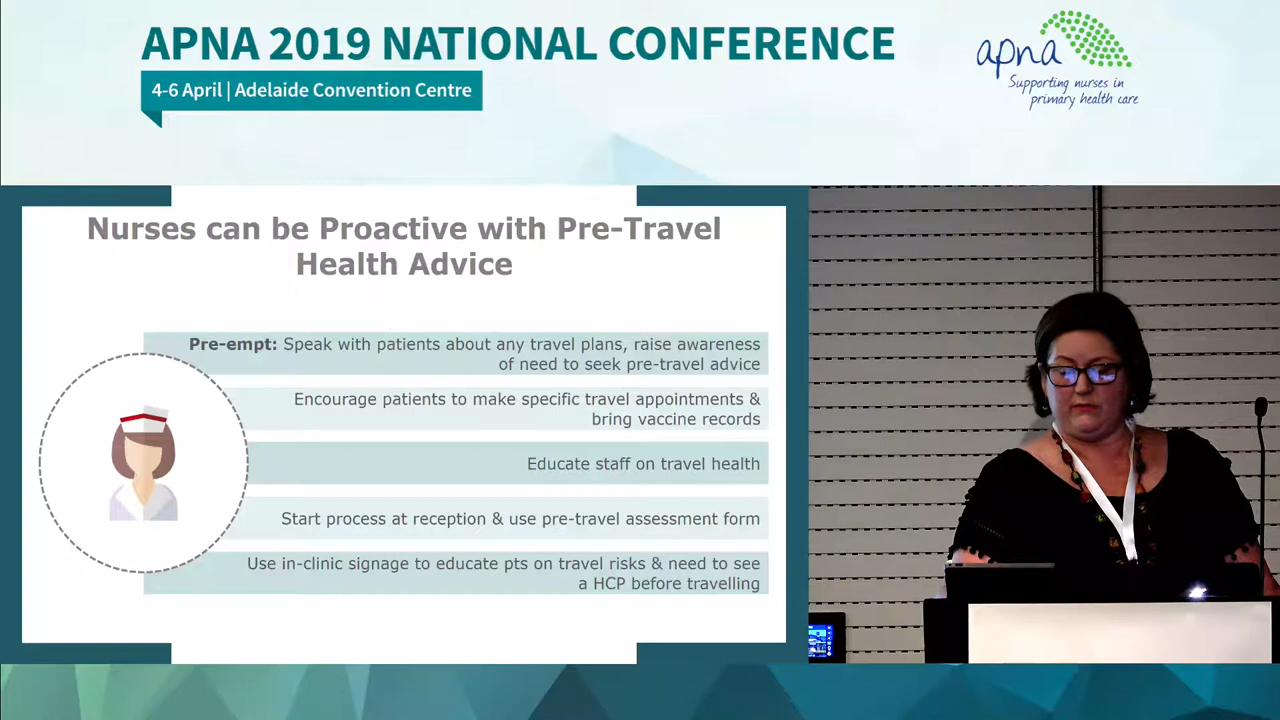 APNA 2019 NATIONAL CONFERENCE
4-6 April | Adelaide Convention Centre
apna
Supporting nurses in
primary health care
Nurses can be Proactive with Pre-Travel
Health Advice
Pre-empt: Speak with patients about any travel plans, raise awareness
of need to seek pre-travel advice
Encourage patients to make specific travel appointments &
bring vaccine records
Educate staff on travel health
Start process at reception & use pre-travel assessment form
Use in-clinic signage to educate pts on travel risks & need to see
a HCP before travelling